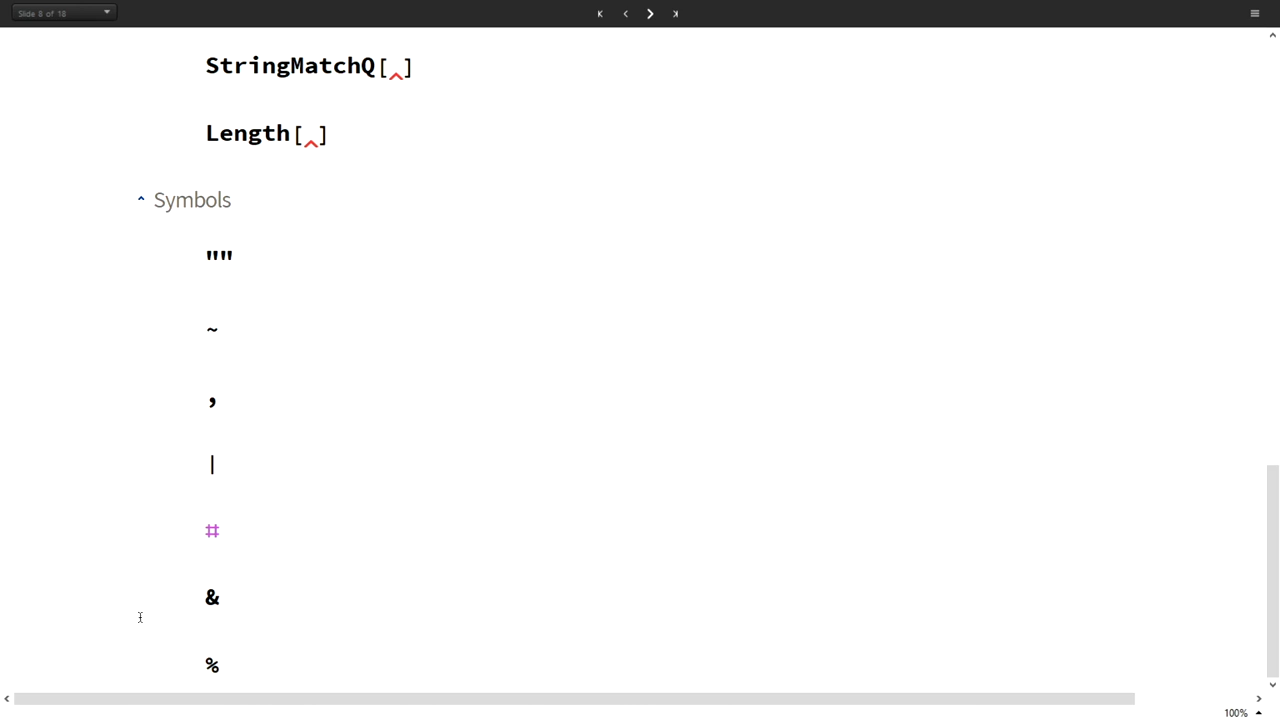 Slide 8 of 18
StringMatchQ[‸]
Length[‸]
Symbols
""
~
,
|
#
&
%
100%